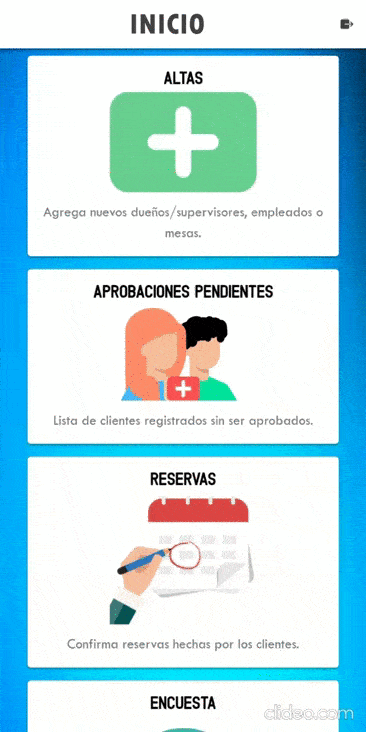 INICIO
ALTAS
Agrega nuevos dueños/supervisores, empleados o
mesas.
APROBACIONES PENDIENTES
Lista de clientes registrados sin ser aprobados.
RESERVAS
Confirma reservas hechas por los clientes.
ENCUESTA
clideo.com